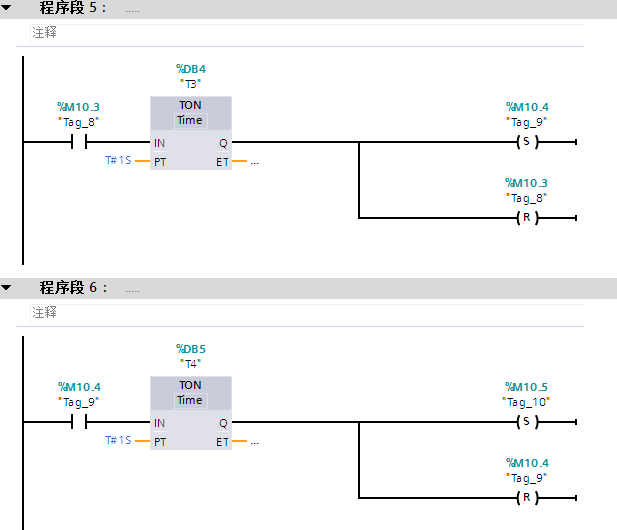 程序段 5： .....
注释
%DB4
"T3"
%M10.3
"Tag_8"
TON
Time
%M10.4
"Tag_9"
IN Q
S
T#1S PT ET ...
%M10.3
"Tag_8"
R
程序段 6： .....
注释
%DB5
"T4"
%M10.4
"Tag_9"
TON
Time
%M10.5
"Tag_10"
IN Q
S
T#1S PT ET ...
%M10.4
"Tag_9"
R